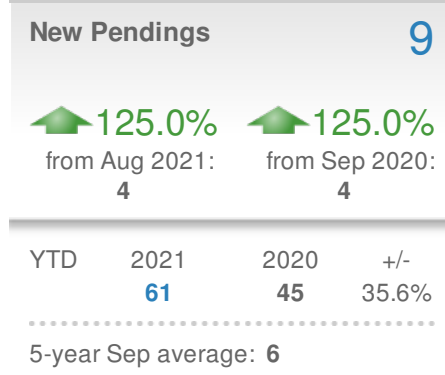 New Pendings 9
125.0% 125.0%
from Aug 2021: from Sep 2020:
4 4
YTD 2021 2020 +/-
61 45 35.6%
5-year Sep average: 6